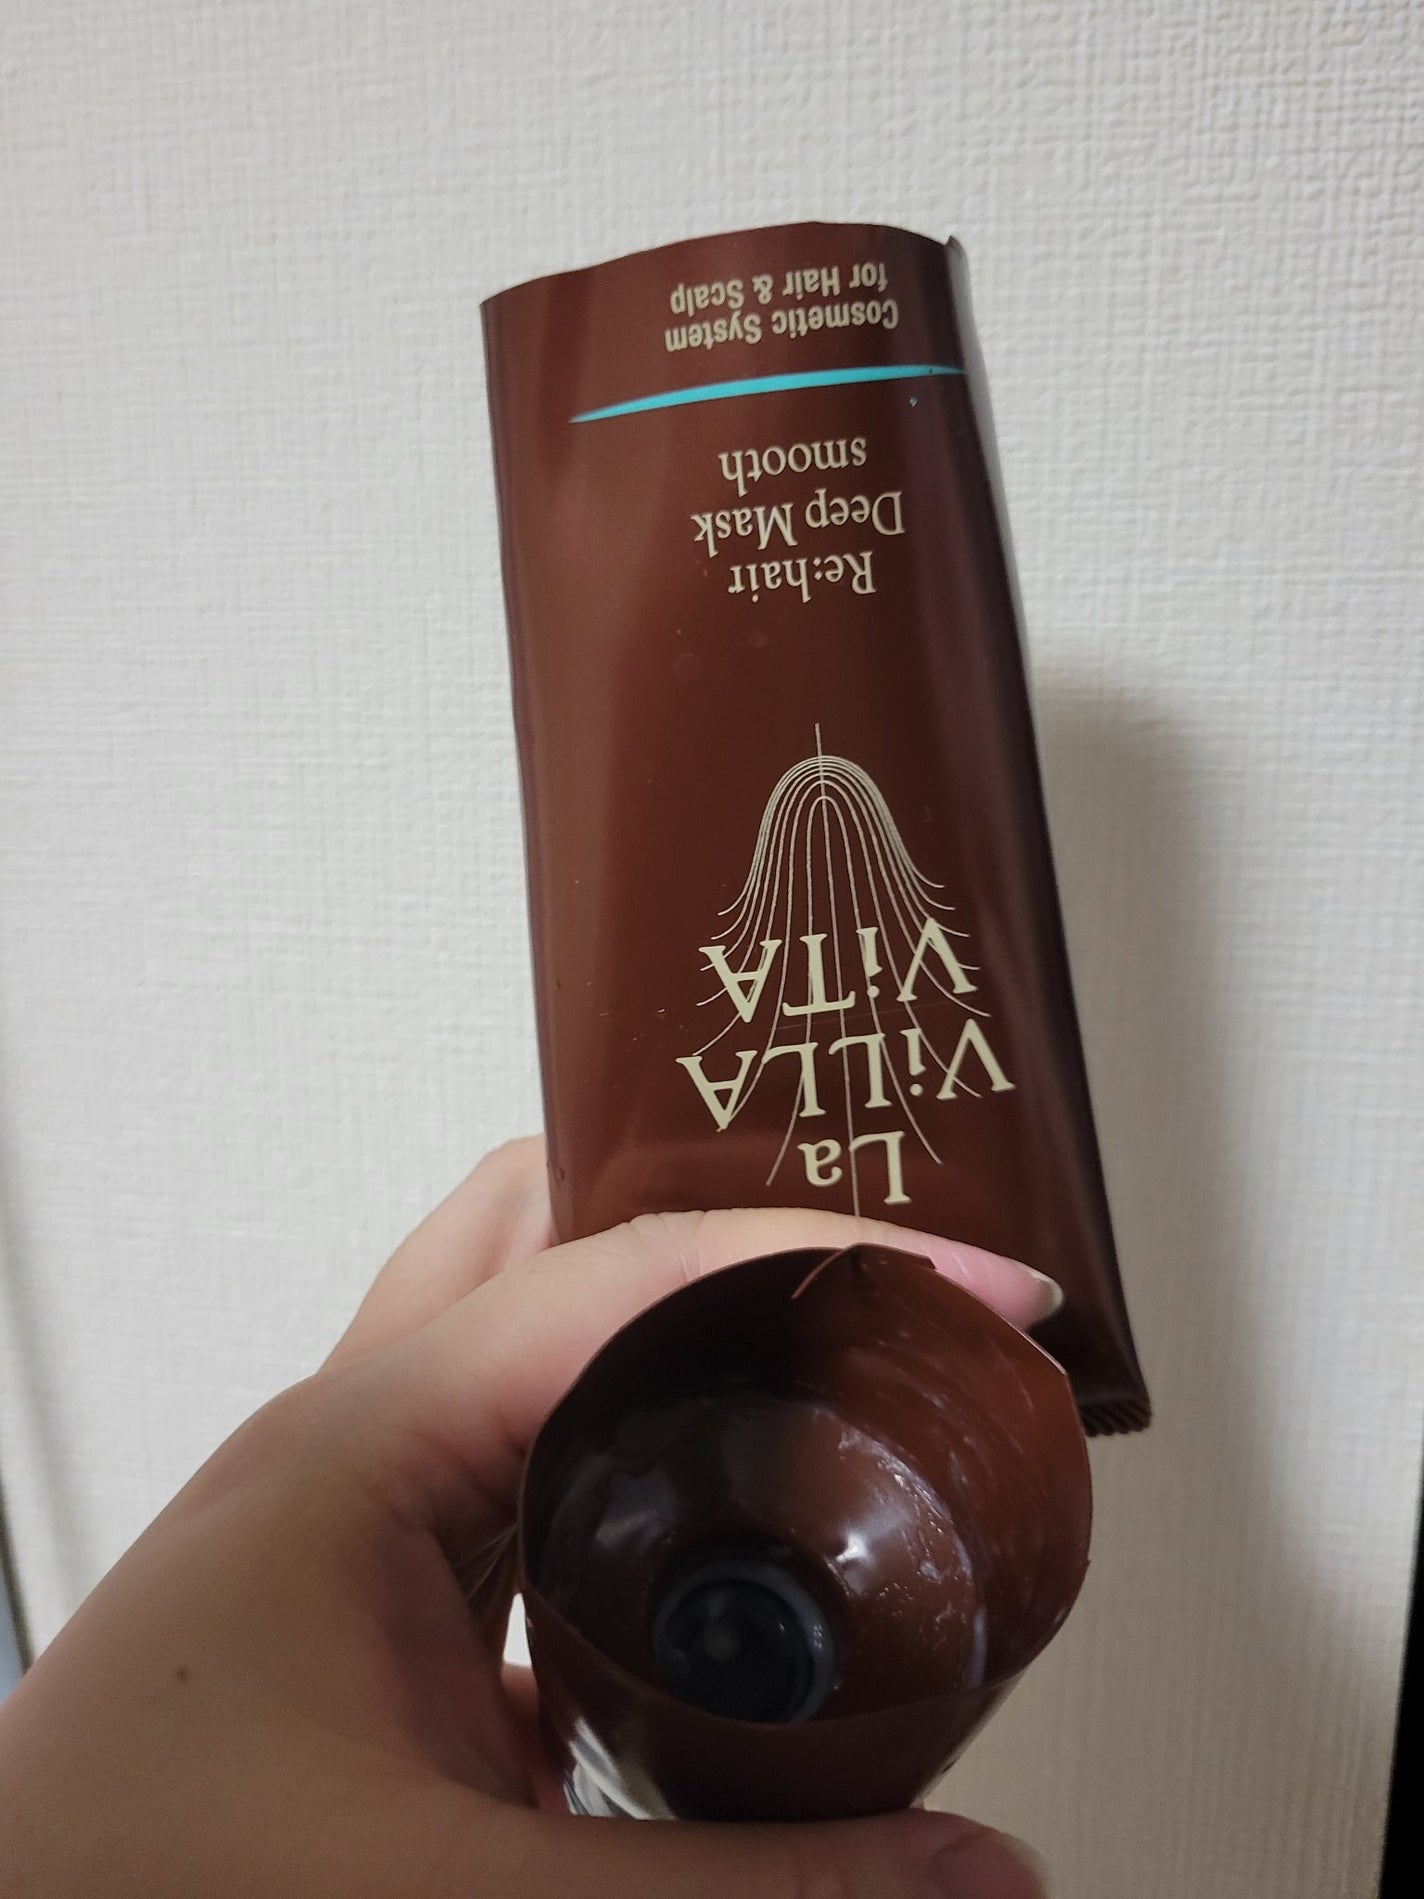 La
ViLLA
ViTA
Re:hair
Deep Mask
smooth
Cosmetic System
for Hair & Scalp